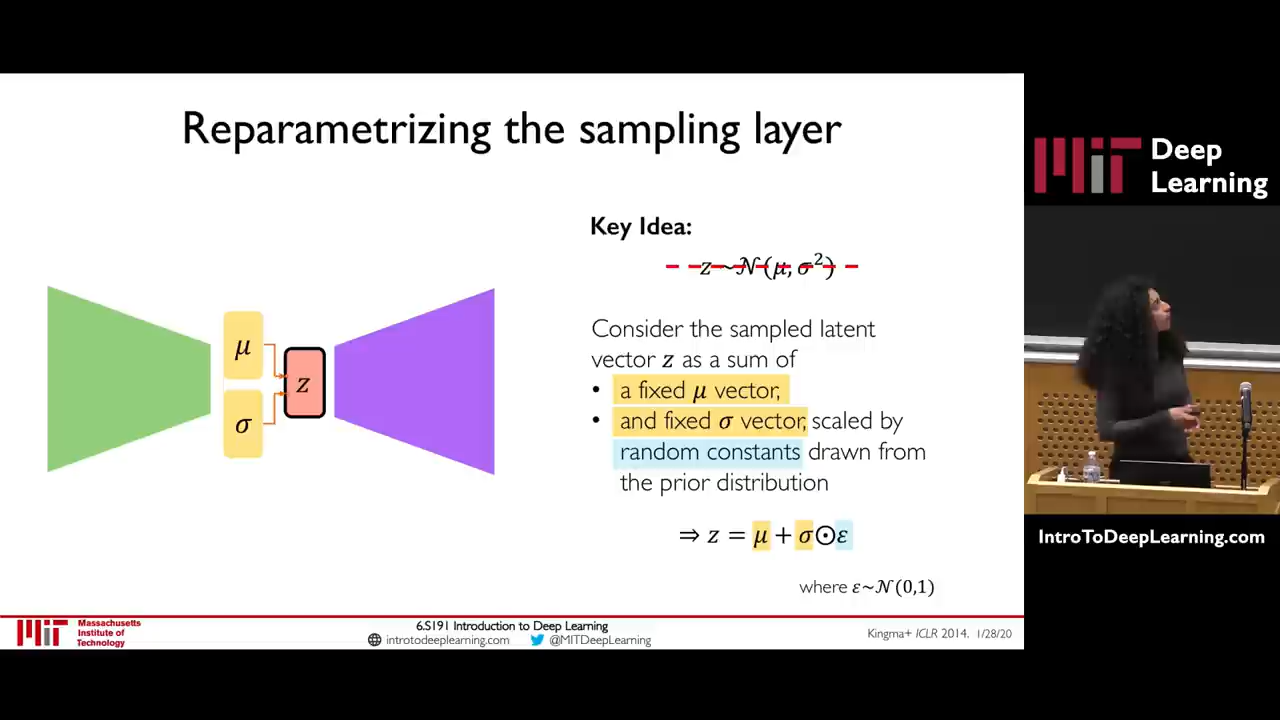 Reparametrizing the sampling layer
Key Idea:
z~𝒩(μ, σ²)
Consider the sampled latent
vector z as a sum of
• a fixed μ vector,
• and fixed σ vector, scaled by
random constants drawn from
the prior distribution
⇒ z = μ + σ⊙ε
where ε~𝒩(0,1)
μ
σ
z
MIT
Massachusetts
Institute of
Technology
6.S191 Introduction to Deep Learning
introtodeeplearning.com @MITDeepLearning
Kingma+ ICLR 2014. 1/28/20
MIT Deep
Learning
IntroToDeepLearning.com